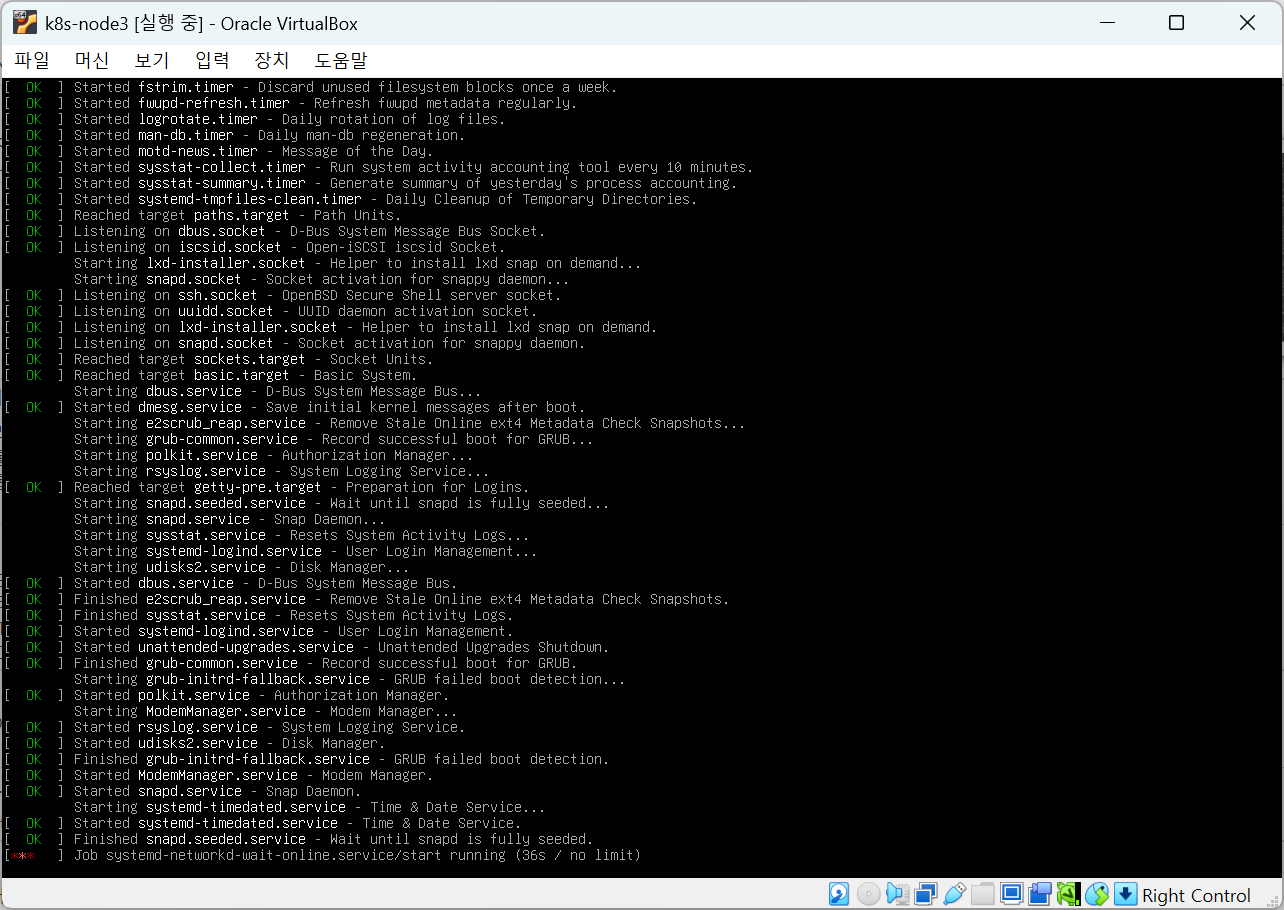 k8s-node3 [실행 중] - Oracle VirtualBox
파일 머신 보기 입력 장치 도움말
[  OK  ] Started fstrim.timer - Discard unused filesystem blocks once a week.
[  OK  ] Started fwupd-refresh.timer - Refresh fwupd metadata regularly.
[  OK  ] Started logrotate.timer - Daily rotation of log files.
[  OK  ] Started man-db.timer - Daily man-db regeneration.
[  OK  ] Started motd-news.timer - Message of the Day.
[  OK  ] Started sysstat-collect.timer - Run system activity accounting tool every 10 minutes.
[  OK  ] Started sysstat-summary.timer - Generate summary of yesterday's process accounting.
[  OK  ] Started systemd-tmpfiles-clean.timer - Daily Cleanup of Temporary Directories.
[  OK  ] Reached target paths.target - Path Units.
[  OK  ] Listening on dbus.socket - D-Bus System Message Bus Socket.
[  OK  ] Listening on iscsid.socket - Open-iSCSI iscsid Socket.
Starting lxd-installer.socket - Helper to install lxd snap on demand...
Starting snapd.socket - Socket activation for snappy daemon...
[  OK  ] Listening on ssh.socket - OpenBSD Secure Shell server socket.
[  OK  ] Listening on uuidd.socket - UUID daemon activation socket.
[  OK  ] Listening on lxd-installer.socket - Helper to install lxd snap on demand.
[  OK  ] Listening on snapd.socket - Socket activation for snappy daemon.
[  OK  ] Reached target sockets.target - Socket Units.
[  OK  ] Reached target basic.target - Basic System.
Starting dbus.service - D-Bus System Message Bus...
[  OK  ] Started dmesg.service - Save initial kernel messages after boot.
Starting e2scrub_reap.service - Remove Stale Online ext4 Metadata Check Snapshots...
Starting grub-common.service - Record successful boot for GRUB...
Starting polkit.service - Authorization Manager...
Starting rsyslog.service - System Logging Service...
[  OK  ] Reached target getty-pre.target - Preparation for Logins.
Starting snapd.seeded.service - Wait until snapd is fully seeded...
Starting snapd.service - Snap Daemon...
Starting sysstat.service - Resets System Activity Logs...
Starting systemd-logind.service - User Login Management...
Starting udisks2.service - Disk Manager...
[  OK  ] Started dbus.service - D-Bus System Message Bus.
[  OK  ] Finished e2scrub_reap.service - Remove Stale Online ext4 Metadata Check Snapshots.
[  OK  ] Finished sysstat.service - Resets System Activity Logs.
[  OK  ] Started systemd-logind.service - User Login Management.
[  OK  ] Started unattended-upgrades.service - Unattended Upgrades Shutdown.
[  OK  ] Finished grub-common.service - Record successful boot for GRUB.
Starting grub-initrd-fallback.service - GRUB failed boot detection...
[  OK  ] Started polkit.service - Authorization Manager.
Starting ModemManager.service - Modem Manager...
[  OK  ] Started rsyslog.service - System Logging Service.
[  OK  ] Started udisks2.service - Disk Manager.
[  OK  ] Finished grub-initrd-fallback.service - GRUB failed boot detection.
[  OK  ] Started ModemManager.service - Modem Manager.
[  OK  ] Started snapd.service - Snap Daemon.
Starting systemd-timedated.service - Time & Date Service...
[  OK  ] Started systemd-timedated.service - Time & Date Service.
[  OK  ] Finished snapd.seeded.service - Wait until snapd is fully seeded.
[***   ] Job systemd-networkd-wait-online.service/start running (36s / no limit)
Right Control